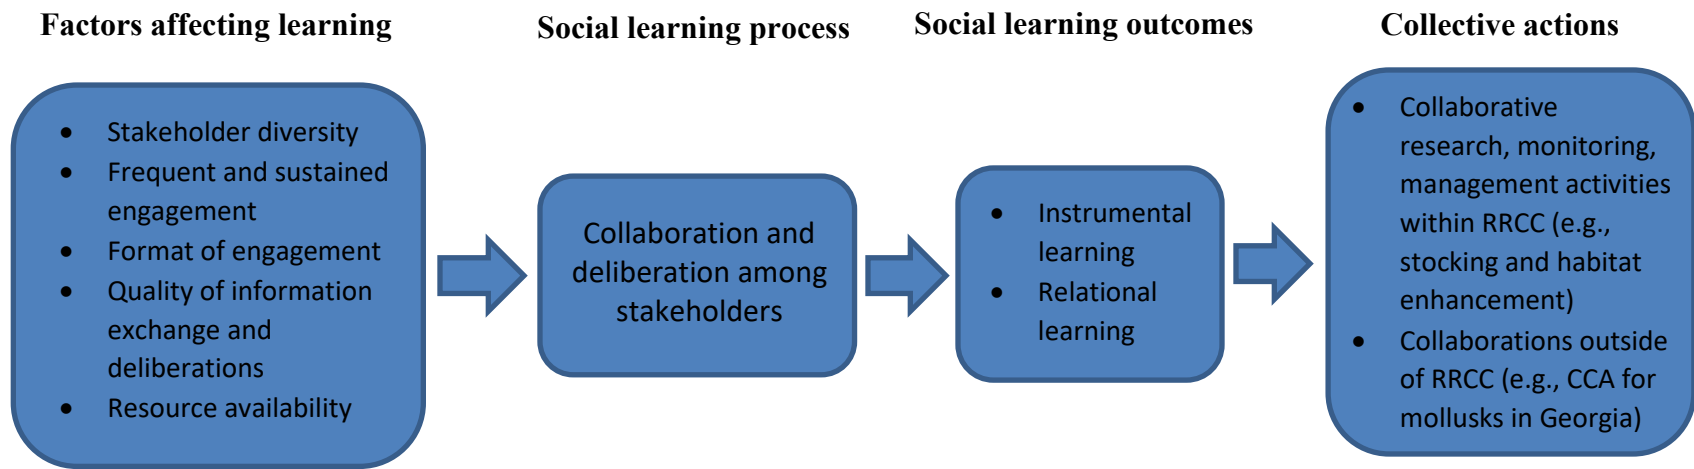 Factors affecting learning
Social learning process
Social learning outcomes
Collective actions
• Stakeholder diversity
• Frequent and sustained
engagement
• Format of engagement
• Quality of information
exchange and
deliberations
• Resource availability
Collaboration and
deliberation among
stakeholders
• Instrumental
learning
• Relational
learning
• Collaborative
research, monitoring,
management activities
within RRCC (e.g.,
stocking and habitat
enhancement)
• Collaborations outside
of RRCC (e.g., CCA for
mollusks in Georgia)